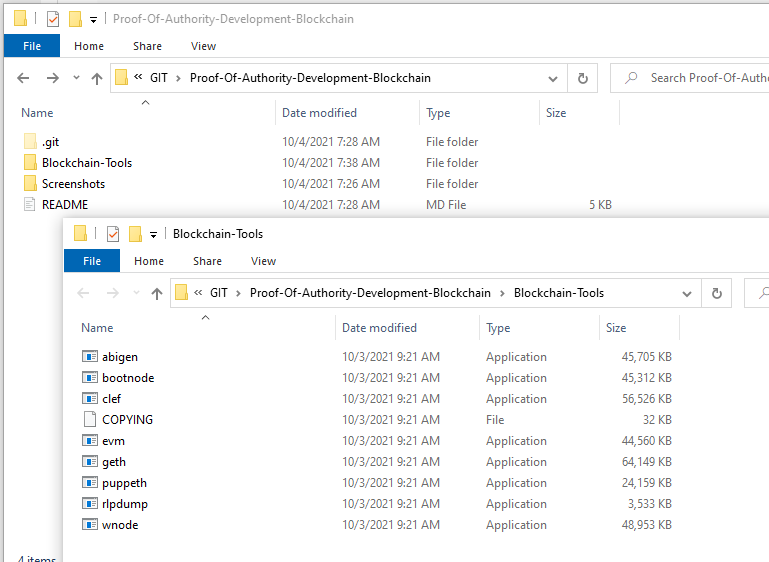 Proof-Of-Authority-Development-Blockchain
File Home Share View
« GIT > Proof-Of-Authority-Development-Blockchain Search Proof-Of-Autho
Name Date modified Type Size
.git 10/4/2021 7:28 AM File folder
Blockchain-Tools 10/4/2021 7:38 AM File folder
Screenshots 10/4/2021 7:26 AM File folder
README 10/4/2021 7:28 AM MD File 5 KB
Blockchain-Tools
File Home Share View
« GIT > Proof-Of-Authority-Development-Blockchain > Blockchain-Tools
Name Date modified Type Size
abigen 10/3/2021 9:21 AM Application 45,705 KB
bootnode 10/3/2021 9:21 AM Application 45,312 KB
clef 10/3/2021 9:21 AM Application 56,526 KB
COPYING 10/3/2021 9:21 AM File 32 KB
evm 10/3/2021 9:21 AM Application 44,560 KB
geth 10/3/2021 9:21 AM Application 64,149 KB
puppeth 10/3/2021 9:21 AM Application 24,159 KB
rlpdump 10/3/2021 9:21 AM Application 3,533 KB
wnode 10/3/2021 9:21 AM Application 48,953 KB
4 items